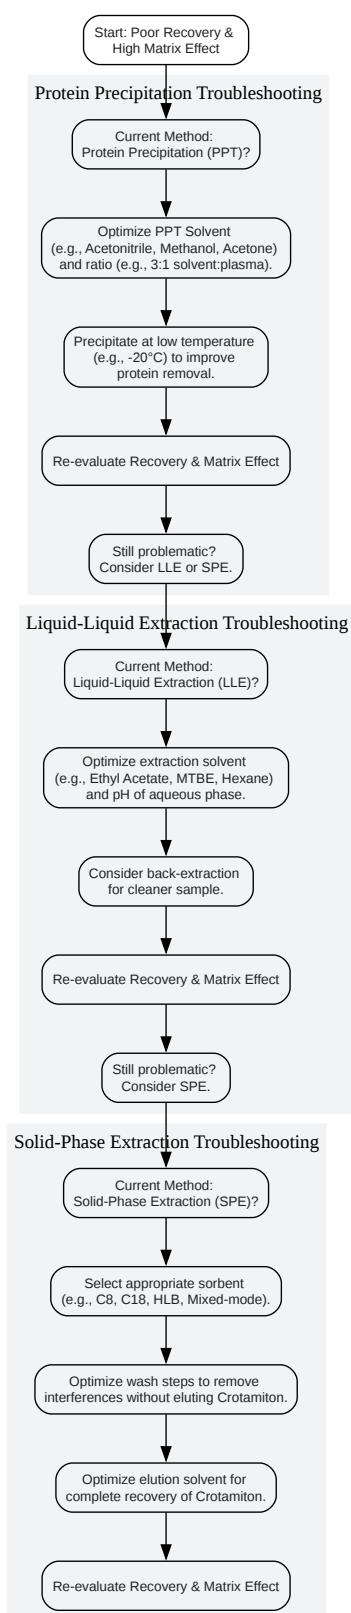 Start: Poor Recovery &
High Matrix Effect
Protein Precipitation Troubleshooting
Current Method:
Protein Precipitation (PPT)?
Optimize PPT Solvent
(e.g., Acetonitrile, Methanol, Acetone)
and ratio (e.g., 3:1 solvent:plasma).
Precipitate at low temperature
(e.g., -20°C) to improve
protein removal.
Re-evaluate Recovery & Matrix Effect
Still problematic?
Consider LLE or SPE.
Liquid-Liquid Extraction Troubleshooting
Current Method:
Liquid-Liquid Extraction (LLE)?
Optimize extraction solvent
(e.g., Ethyl Acetate, MTBE, Hexane)
and pH of aqueous phase.
Consider back-extraction
for cleaner sample.
Re-evaluate Recovery & Matrix Effect
Still problematic?
Consider SPE.
Solid-Phase Extraction Troubleshooting
Current Method:
Solid-Phase Extraction (SPE)?
Select appropriate sorbent
(e.g., C8, C18, HLB, Mixed-mode).
Optimize wash steps to remove
interferences without eluting Crotamiton.
Optimize elution solvent for
complete recovery of Crotamiton.
Re-evaluate Recovery & Matrix Effect